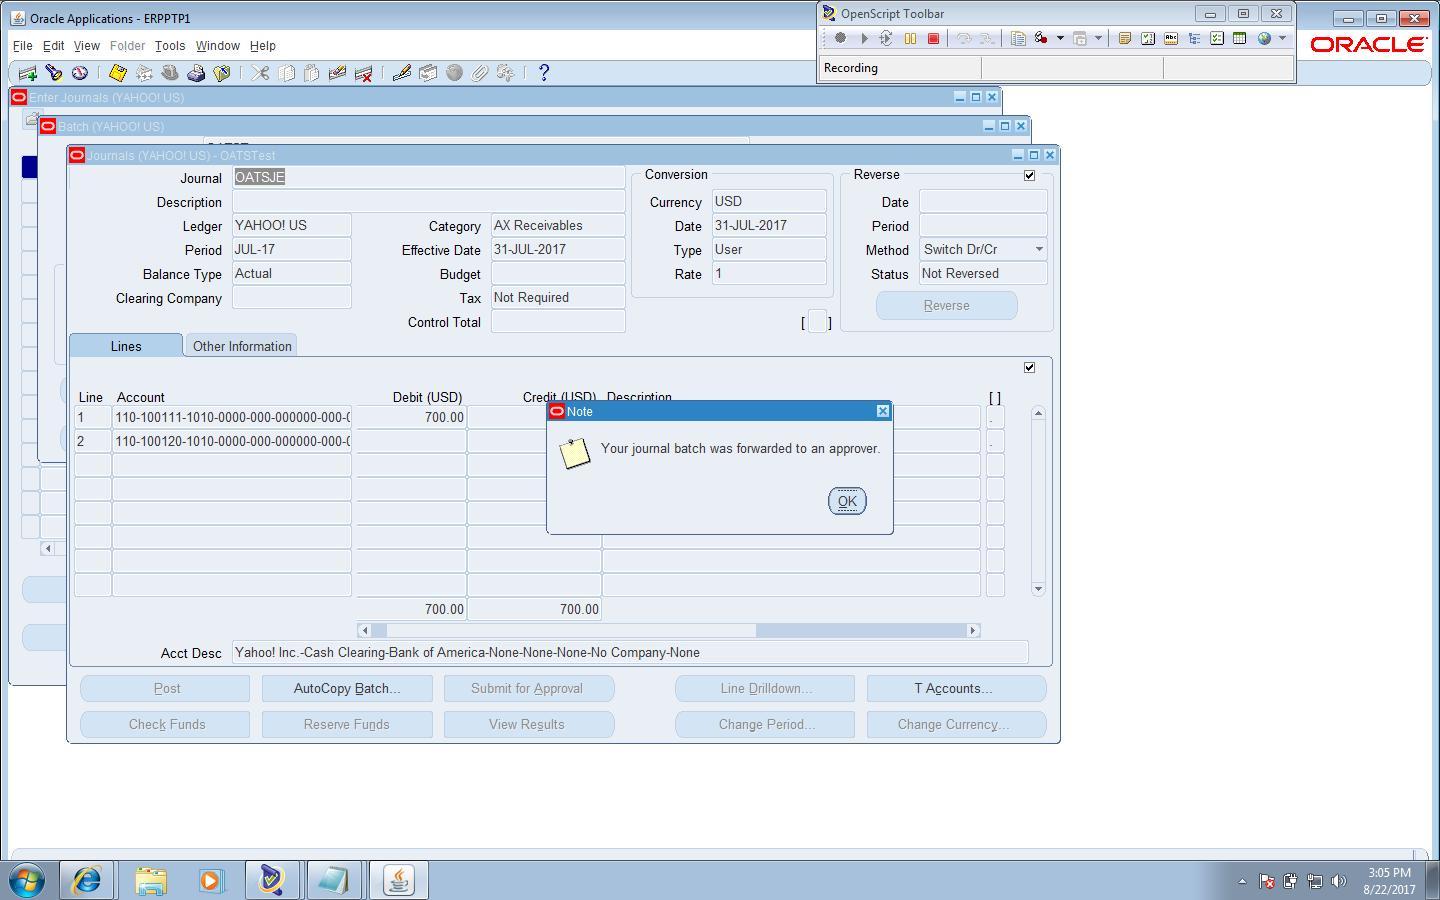 Oracle Applications - ERPPTP1
OpenScript Toolbar
File Edit View Folder Tools Window Help
ORACLE
Recording
Enter Journals (YAHOO! US)
Batch (YAHOO! US)
Journals (YAHOO! US) - OATSTest
Journal OATSJE
Description
Ledger YAHOO! US
Category AX Receivables
Period JUL-17
Effective Date 31-JUL-2017
Balance Type Actual
Budget
Clearing Company
Tax Not Required
Control Total
[ ]
Conversion
Currency USD
Date 31-JUL-2017
Type User
Rate 1
Reverse
Date
Period
Method Switch Dr/Cr
Status Not Reversed
Reverse
Lines Other Information
Line Account Debit (USD) Credit (USD) Description [ ]
1 110-100111-1010-0000-000-000000-000-0 700.00 .
2 110-100120-1010-0000-000-000000-000-0 .
Note
Your journal batch was forwarded to an approver.
OK
700.00 700.00
Acct Desc Yahoo! Inc.-Cash Clearing-Bank of America-None-None-None-No Company-None
Post AutoCopy Batch... Submit for Approval Line Drilldown... T Accounts...
Check Funds Reserve Funds View Results Change Period... Change Currency...
3:05 PM
8/22/2017